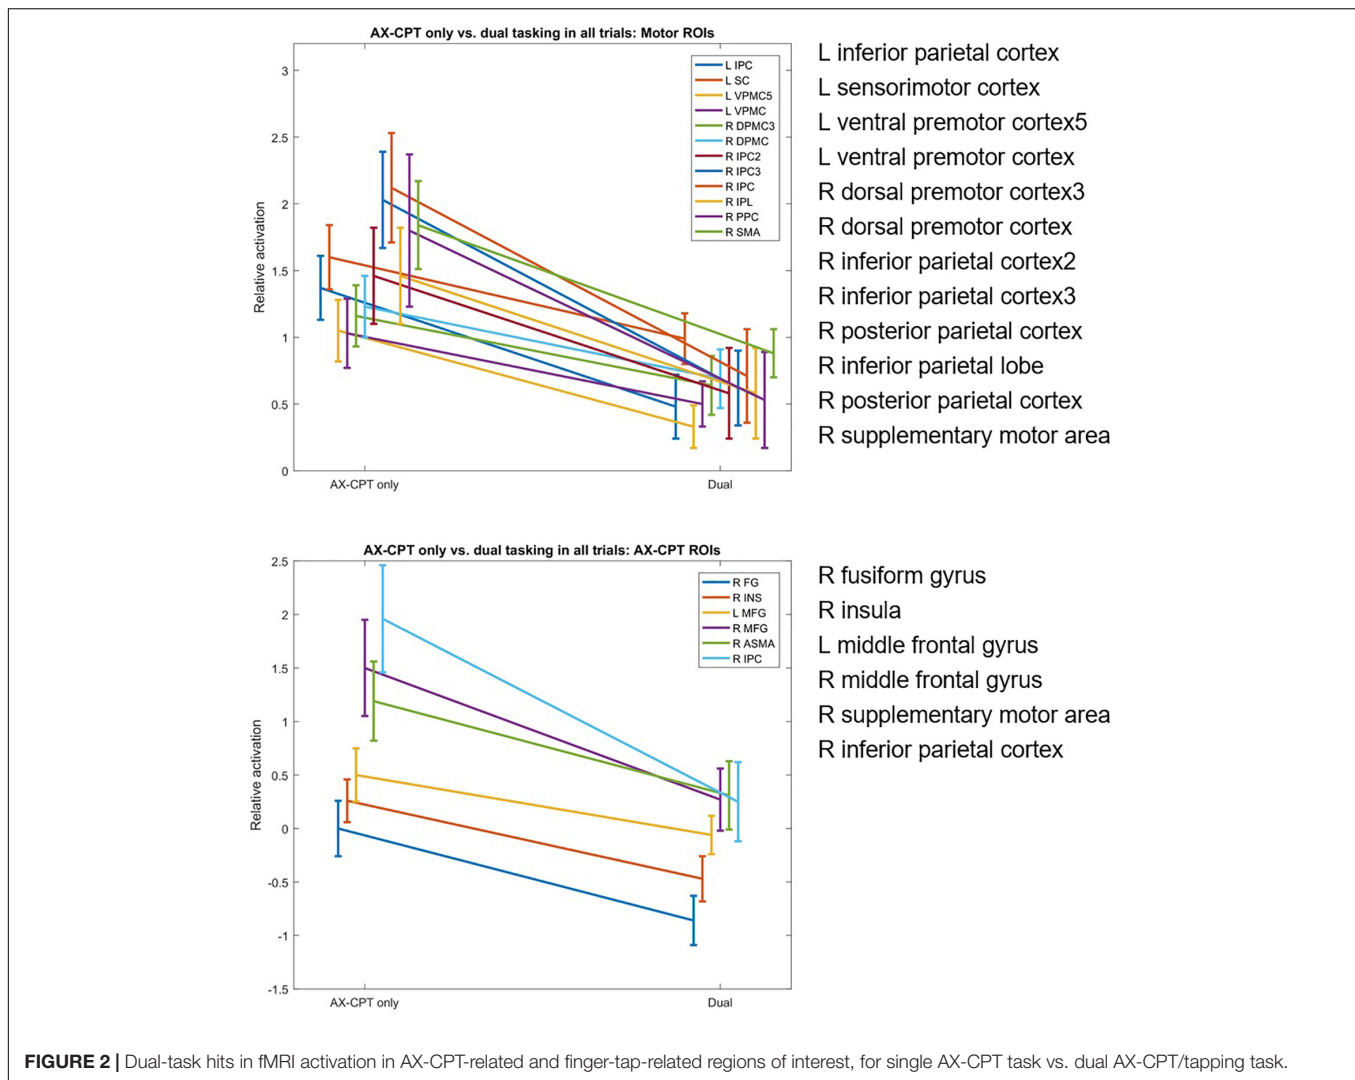 AX-CPT only vs. dual tasking in all trials: Motor ROIs
3
2.5
2
1.5
1
0.5
0
Relative activation
AX-CPT only
Dual
L IPC
L SC
L VPMC5
L VPMC
R DPMC3
R DPMC
R IPC2
R IPC3
R IPC
R IPL
R PPC
R SMA
L inferior parietal cortex
L sensorimotor cortex
L ventral premotor cortex5
L ventral premotor cortex
R dorsal premotor cortex3
R dorsal premotor cortex
R inferior parietal cortex2
R inferior parietal cortex3
R posterior parietal cortex
R inferior parietal lobe
R posterior parietal cortex
R supplementary motor area
AX-CPT only vs. dual tasking in all trials: AX-CPT ROIs
2.5
2
1.5
1
0.5
0
-0.5
-1
-1.5
Relative activation
AX-CPT only
Dual
R FG
R INS
L MFG
R MFG
R ASMA
R IPC
R fusiform gyrus
R insula
L middle frontal gyrus
R middle frontal gyrus
R supplementary motor area
R inferior parietal cortex
FIGURE 2 | Dual-task hits in fMRI activation in AX-CPT-related and finger-tap-related regions of interest, for single AX-CPT task vs. dual AX-CPT/tapping task.